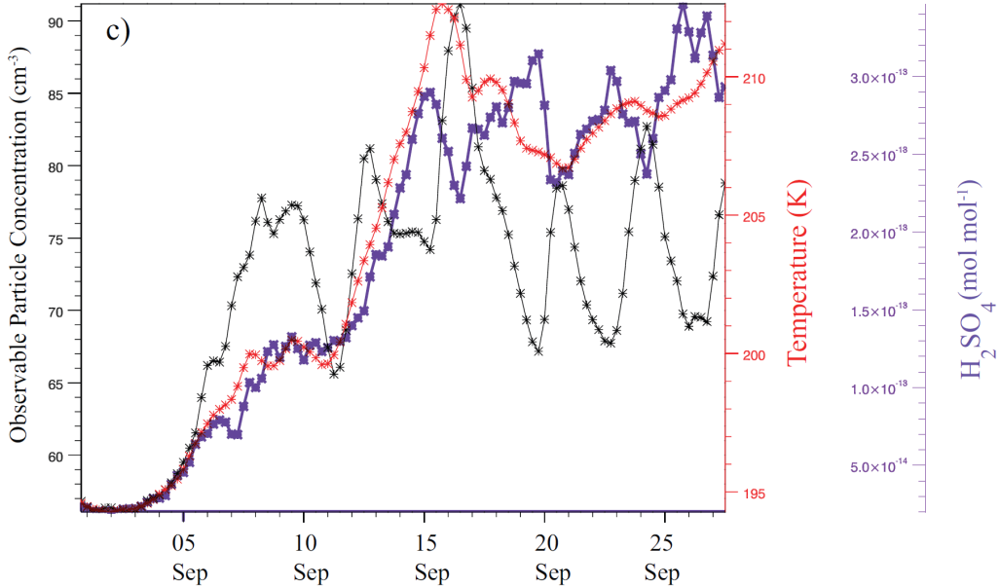 c)
Observable Particle Concentration (cm⁻³)
90
85
80
75
70
65
60
05
Sep
10
Sep
15
Sep
20
Sep
25
Sep
210
205
200
195
Temperature (K)
3.0×10⁻¹³
2.5×10⁻¹³
2.0×10⁻¹³
1.5×10⁻¹³
1.0×10⁻¹³
5.0×10⁻¹⁴
H₂SO₄ (mol mol⁻¹)